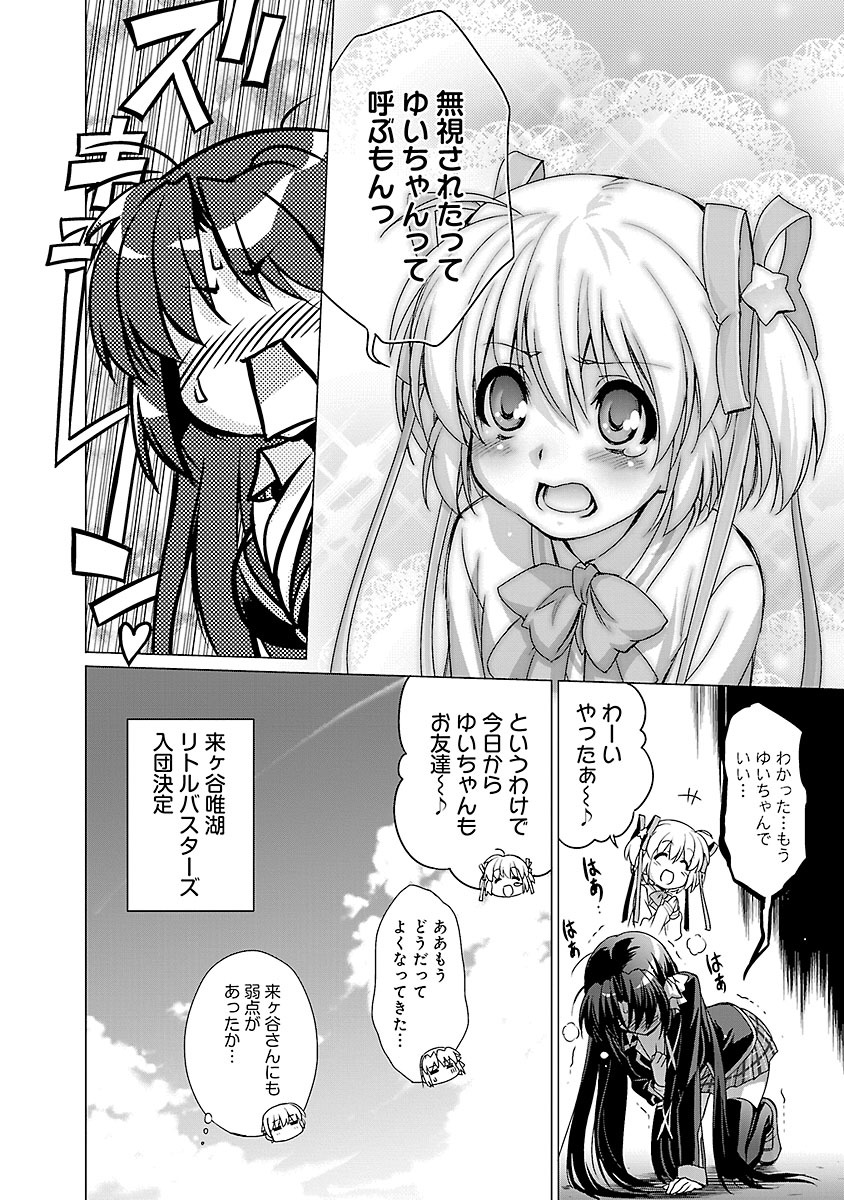 無視されたって
ゆいちゃんって
呼ぶもんっ
ズキューーン♡
わかった…もう
ゆいちゃんで
いい…
わーい
やったぁ～♪
はぁ…
はぁ
はぁ
というわけで
今日から
ゆいちゃんも
お友達～♪
ああもう
どうだって
よくなってきた…
来ヶ谷さんにも
弱点が
あったか…
来ヶ谷唯湖
リトルバスターズ
入団決定